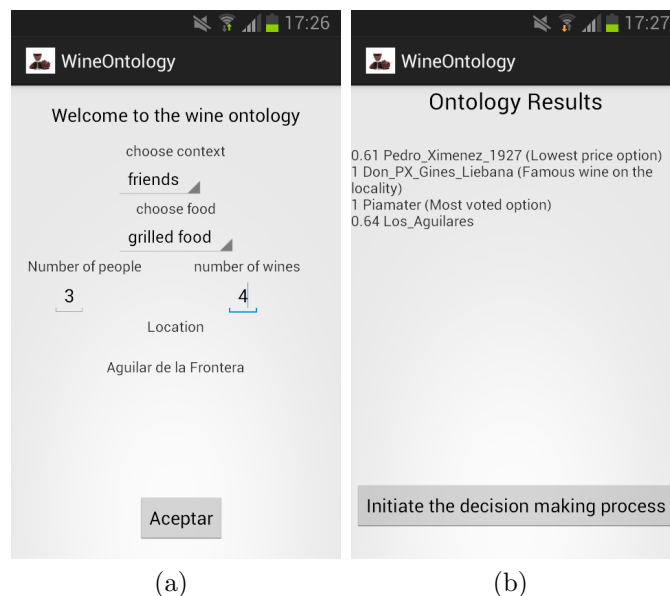 17:26
WineOntology
Welcome to the wine ontology
choose context
friends
choose food
grilled food
Number of people
number of wines
3
4
Location
Aguilar de la Frontera
Aceptar
(a)
17:27
WineOntology
Ontology Results
0.61 Pedro_Ximenez_1927 (Lowest price option)
1 Don_PX_Gines_Liebana (Famous wine on the
locality)
1 Piamater (Most voted option)
0.64 Los_Aguilares
Initiate the decision making process
(b)